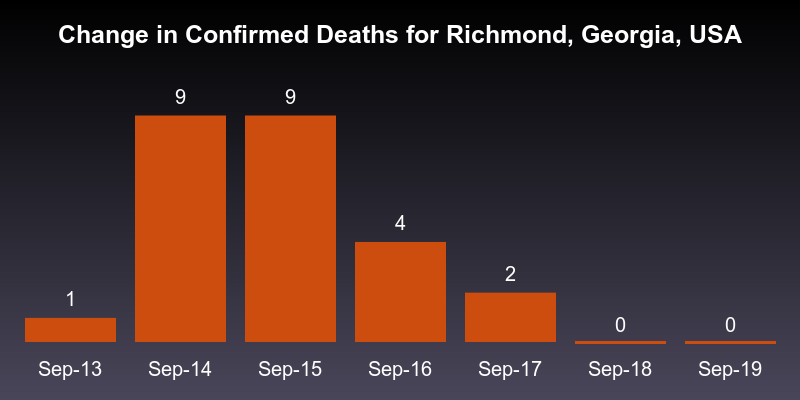 Change in Confirmed Deaths for Richmond, Georgia, USA
9 9
4
2
1
0 0
Sep-13 Sep-14 Sep-15 Sep-16 Sep-17 Sep-18 Sep-19